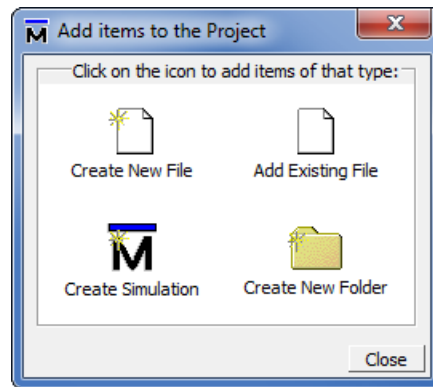 M Add items to the Project
Click on the icon to add items of that type:
Create New File Add Existing File
M
Create Simulation Create New Folder
Close